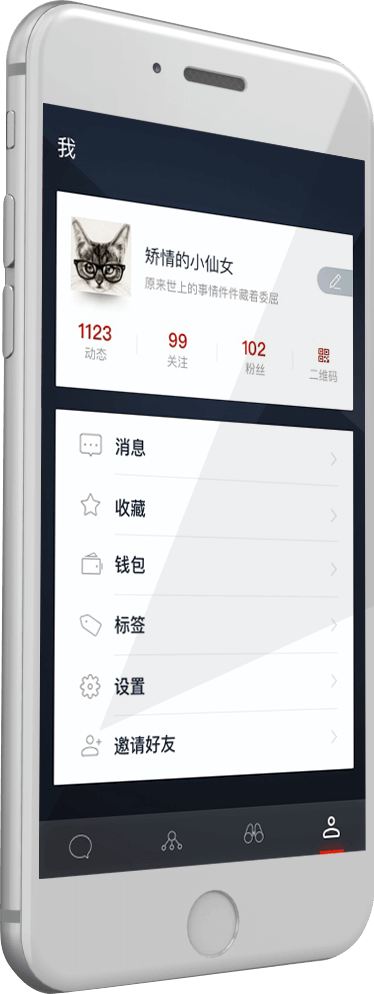 我
矫情的小仙女
原来世上的事情件件藏着委屈
1123 99 102
动态 关注 粉丝 二维码
消息
收藏
钱包
标签
设置
邀请好友